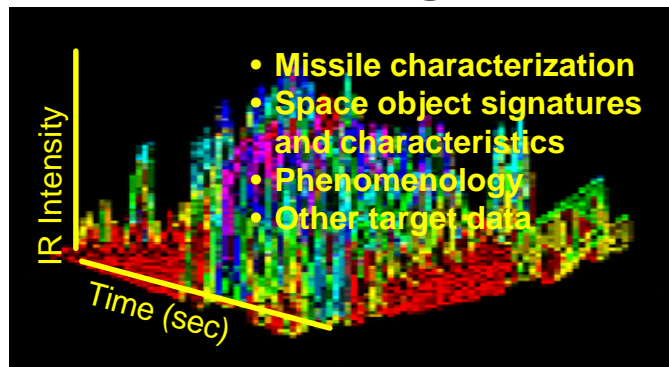 • Missile characterization
• Space object signatures
and characteristics
• Phenomenology
• Other target data
IR Intensity
Time (sec)